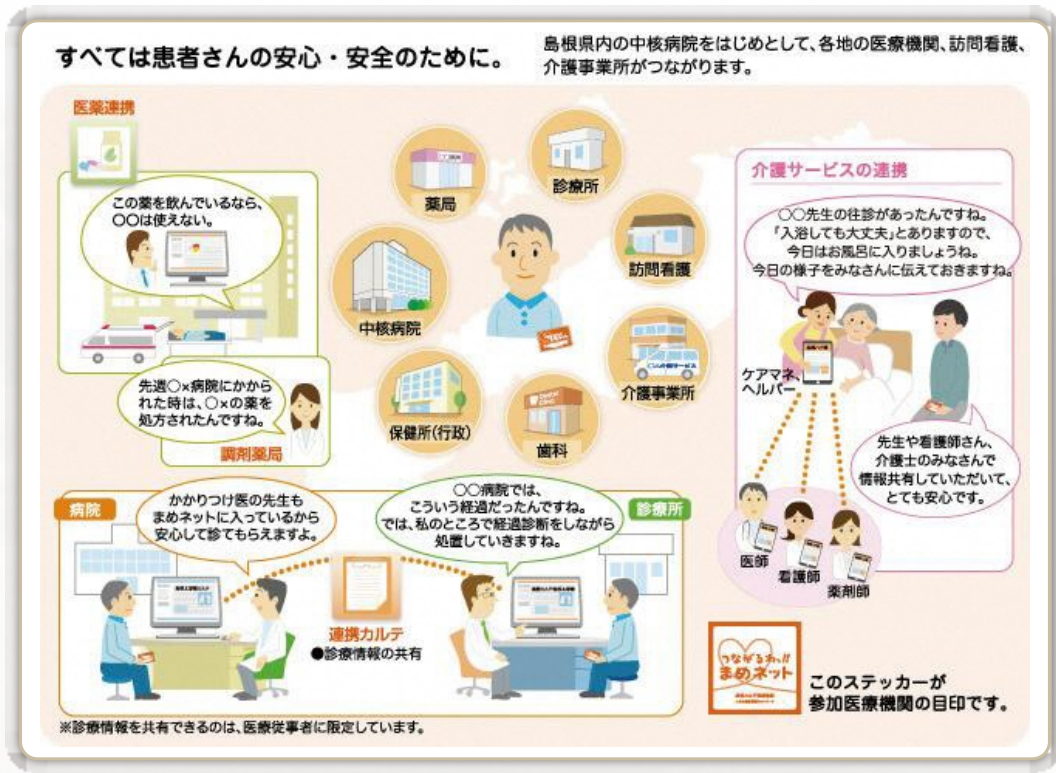 すべては患者さんの安心・安全のために。
島根県内の中核病院をはじめとして、各地の医療機関、訪問看護、
介護事業所がつながります。
医薬連携
この薬を飲んでいるなら、
〇〇は使えない。
先週〇×病院にかから
れた時は、〇×の薬を
処方されたんですね。
調剤薬局
薬局
診療所
訪問看護
中核病院
介護事業所
保健所(行政)
歯科
介護サービスの連携
〇〇先生の往診があったんですね。
「入浴しても大丈夫」とありますので、
今日はお風呂に入りましょうね。
今日の様子をみなさんに伝えておきますね。
ケアマネ、
ヘルパー
先生や看護師さん、
介護士のみなさんで
情報共有していただいて、
とても安心です。
医師
看護師
薬剤師
病院
かかりつけ医の先生も
まめネットに入っているから
安心して診てもらえますよ。
〇〇病院では、
こういう経過だったんですね。
では、私のところで経過診断をしながら
処置していきますね。
診療所
連携カルテ
●診療情報の共有
つながるわっ!!
まめネット
このステッカーが
参加医療機関の目印です。
※診療情報を共有できるのは、医療従事者に限定しています。